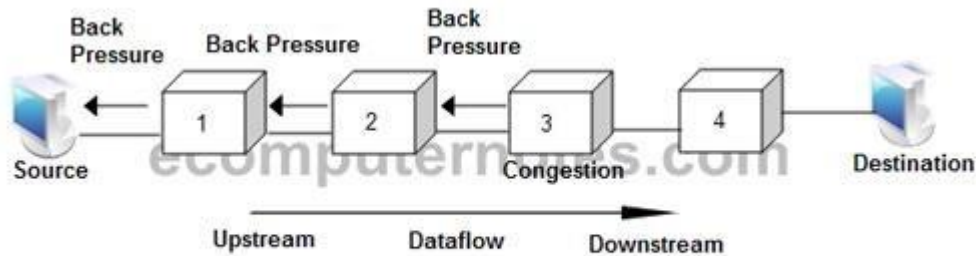 Back
Pressure
Back Pressure
Back
Pressure
1
2
3
4
Source
ecomputernotes.com
Congestion
Destination
Upstream
Dataflow
Downstream